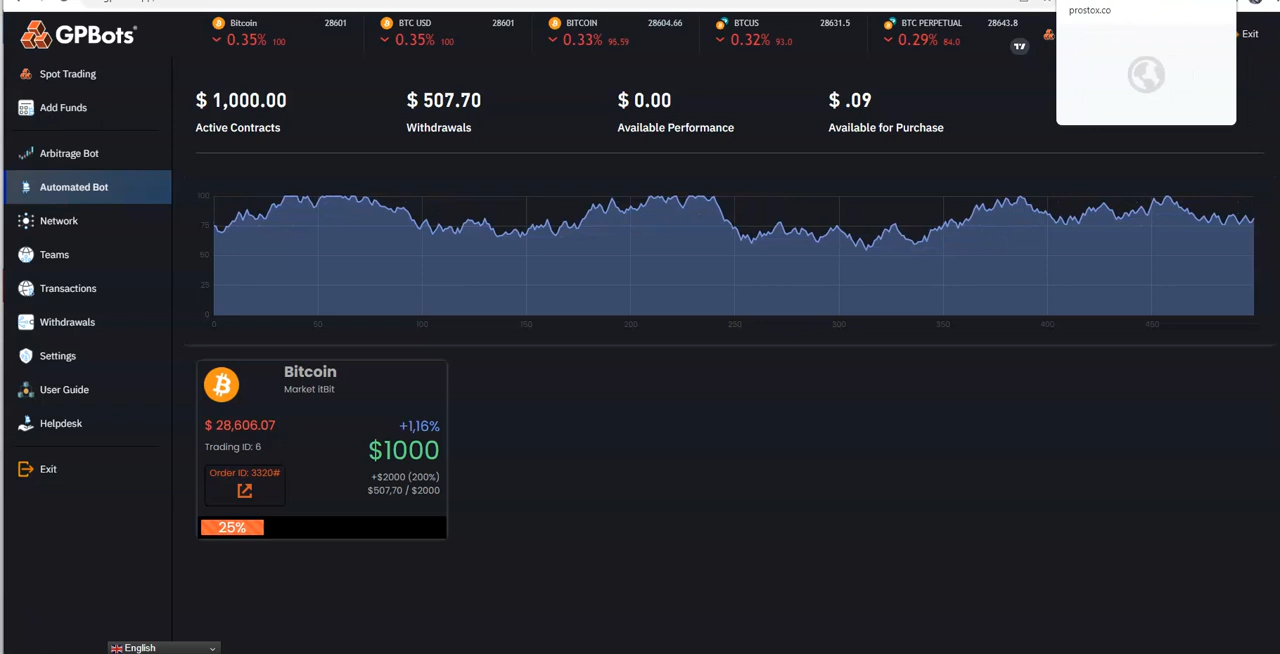 prostox.co
GPBots
Bitcoin 28601
0.35% 100
BTC USD 28601
0.35% 100
BITCOIN 28604.66
0.33% 95,59
BTCUS 28631.5
0.32% 93.0
BTC PERPETUAL 28643.8
0.29% 84.0
Exit
Spot Trading
Add Funds
Arbitrage Bot
Automated Bot
Network
Teams
Transactions
Withdrawals
Settings
User Guide
Helpdesk
Exit
$ 1,000.00
Active Contracts
$ 507.70
Withdrawals
$ 0.00
Available Performance
$ .09
Available for Purchase
100
75
50
25
0
0 50 100 150 200 250 300 350 400 450
Bitcoin
Market itBit
$ 28,606.07
+1,16%
Trading ID: 6
$1000
Order ID: 3320#
+$2000 (200%)
$507,70 / $2000
25%
English